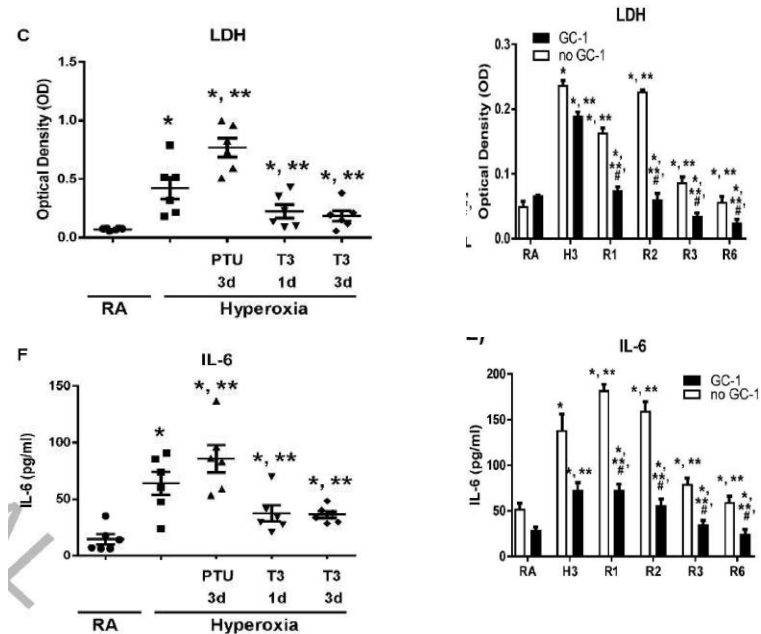 C
LDH
Optical Density (OD)
1.5
1.0
0.5
0.0
*
*, **
*, **
*, **
PTU 3d
T3 1d
T3 3d
RA
Hyperoxia
LDH
GC-1
no GC-1
Optical Density (OD)
0.3
0.2
0.1
0.0
*
*, **
*, **
*, **
*, **
*, **
*, **, #
*, **, #
*, **, #
*, **, #
RA H3 R1 R2 R3 R6
F
IL-6
IL-6 (pg/ml)
150
100
50
0
*
*, **
*, **
*, **
PTU 3d
T3 1d
T3 3d
RA
Hyperoxia
IL-6
GC-1
no GC-1
IL-6 (pg/ml)
200
150
100
50
0
*
*, **
*, **
*, **
*, **
*, **
*, **, #
*, **, #
*, **, #
*, **, #
RA H3 R1 R2 R3 R6